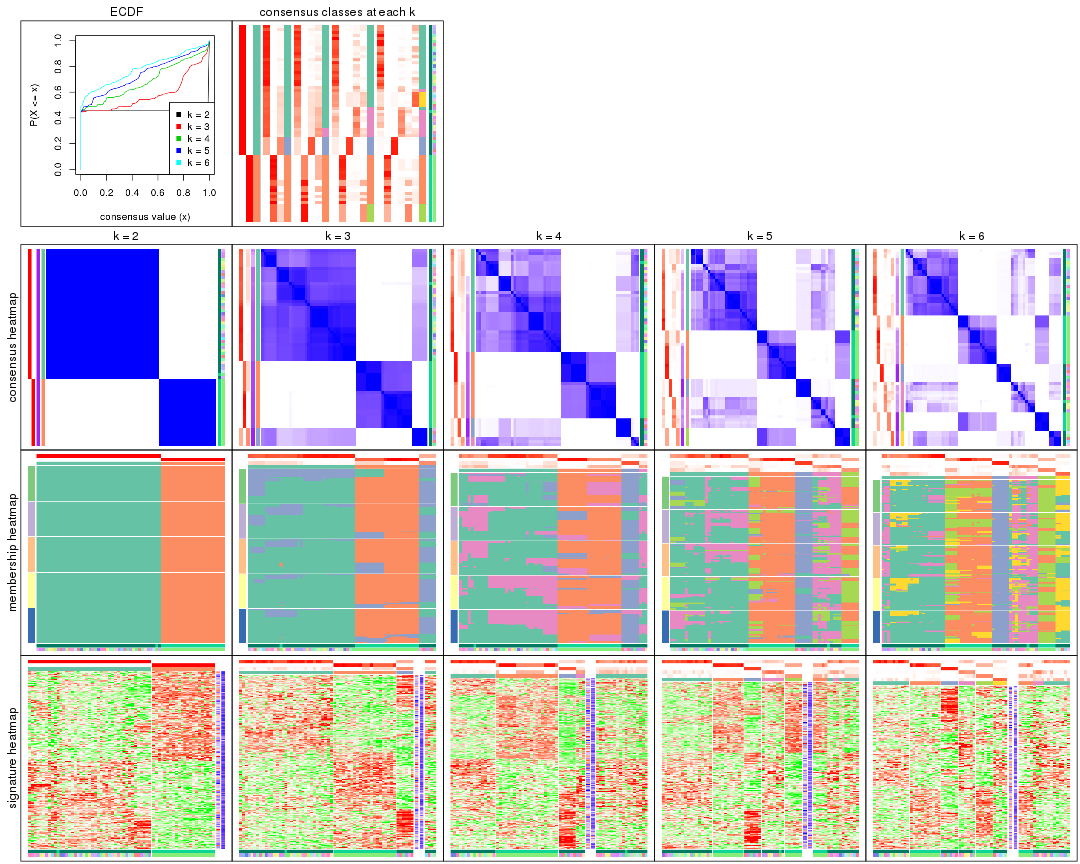 ECDF
consensus classes at each k
P(X <= x)
1.0
0.8
0.6
0.4
0.2
0.0
k = 2
k = 3
k = 4
k = 5
k = 6
0.0 0.2 0.4 0.6 0.8 1.0
consensus value (x)
k = 2
k = 3
k = 4
k = 5
k = 6
consensus heatmap
membership heatmap
signature heatmap